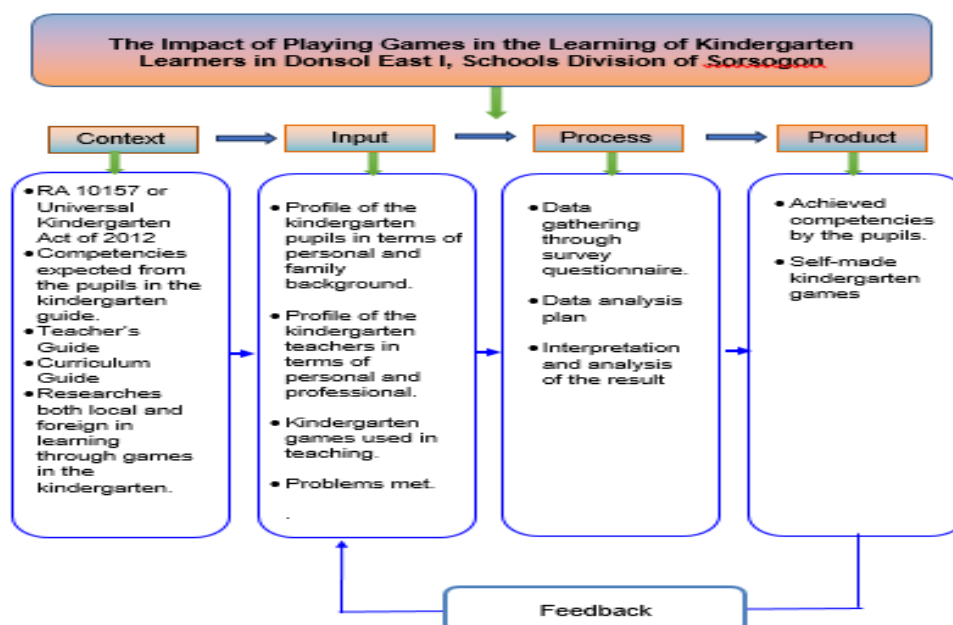 The Impact of Playing Games in the Learning of Kindergarten
Learners in Donsol East I, Schools Division of Sorsogon
Context
Input
Process
Product
• RA 10157 or
Universal
Kindergarten
Act of 2012
• Competencies
expected from
the pupils in the
kindergarten
guide.
• Teacher's
Guide
• Curriculum
Guide
• Researches
both local and
foreign in
learning
through games
in the
kindergarten.
• Profile of the
kindergarten
pupils in terms of
personal and
family
background.
• Profile of the
kindergarten
teachers in
terms of
personal and
professional.
• Kindergarten
games used in
teaching.
• Problems met.
.
• Data
gathering
through
survey
questionnaire.
• Data analysis
plan
• Interpretation
and analysis
of the result
• Achieved
competencies
by the pupils.
• Self-made
kindergarten
games
Feedback